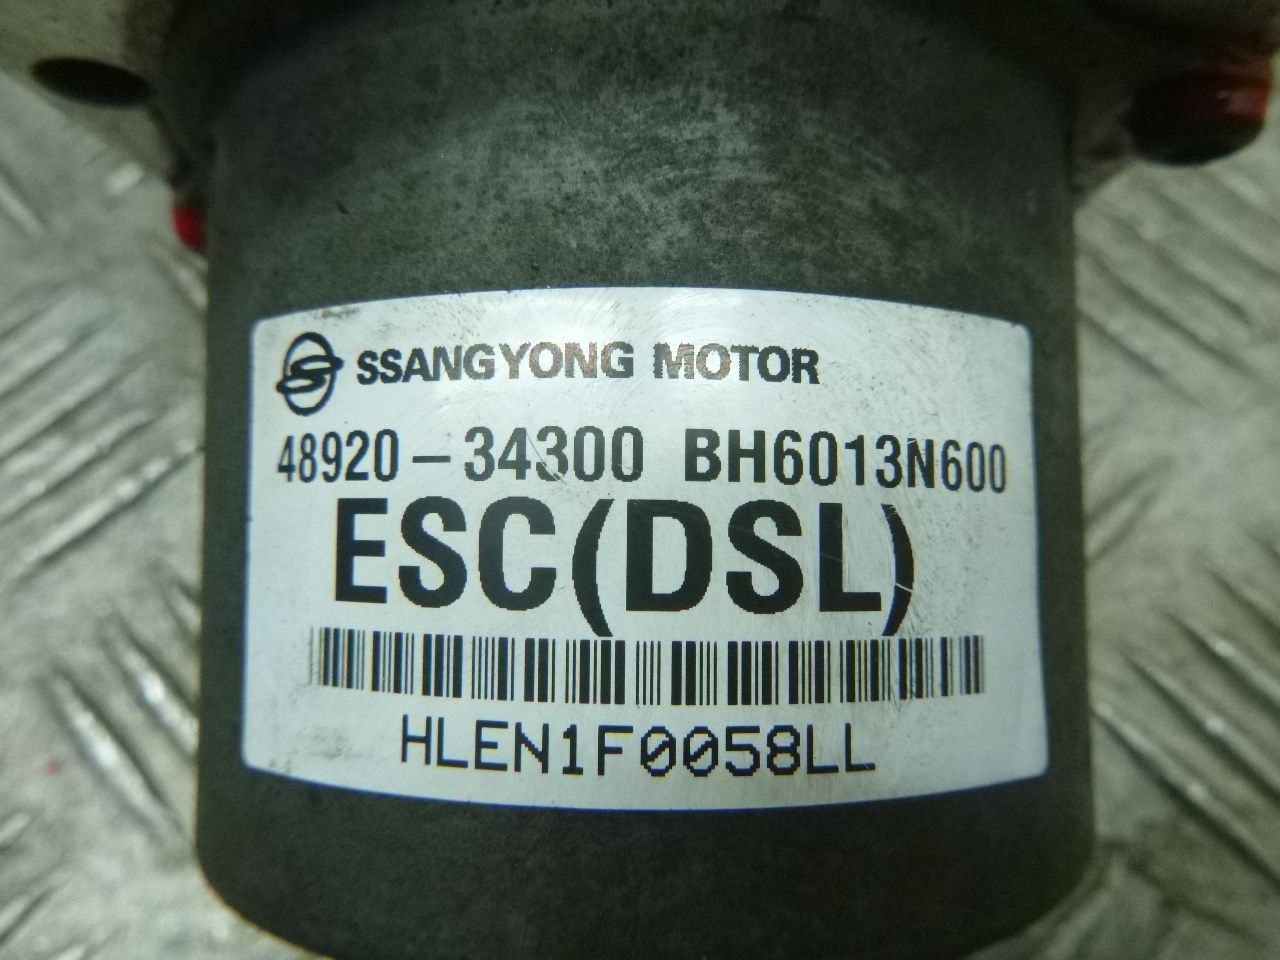 SSANGYONG MOTOR
48920-34300 BH6013N600
ESC(DSL)
HLEN1F0058LL